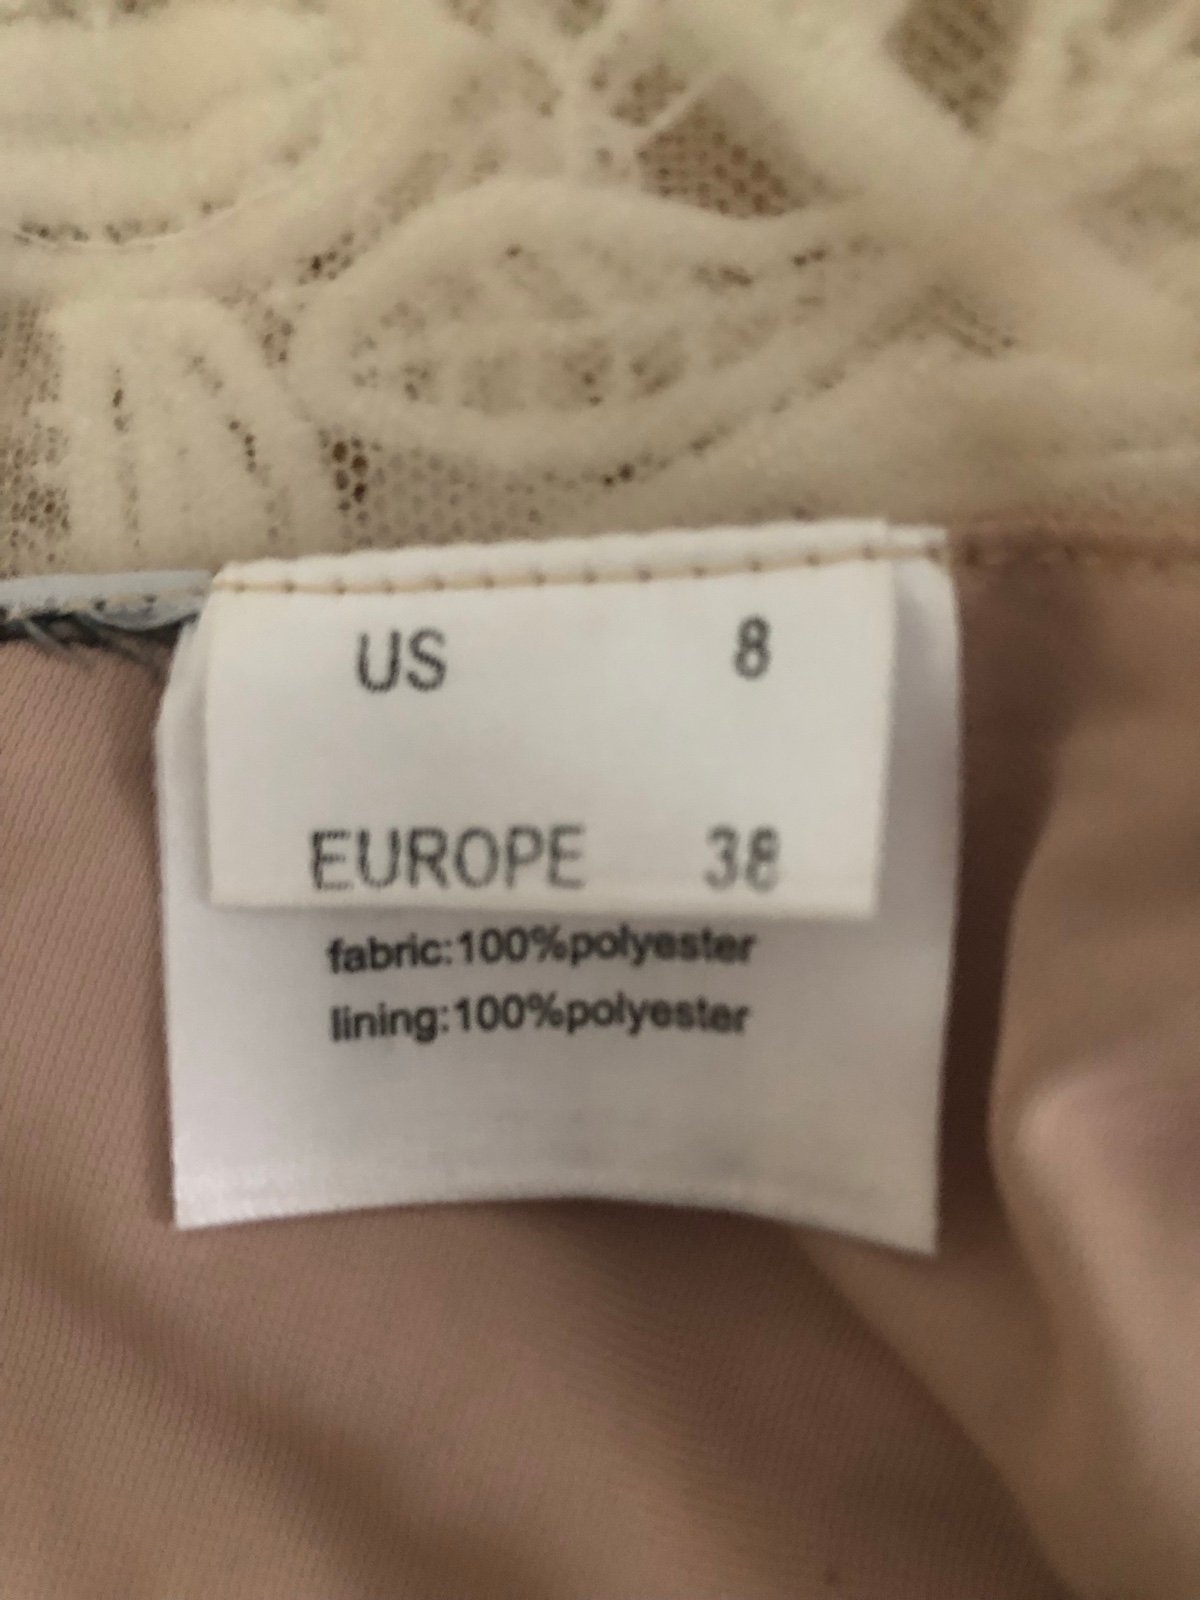 US 8
EUROPE 38
fabric:100%polyester
lining:100%polyester